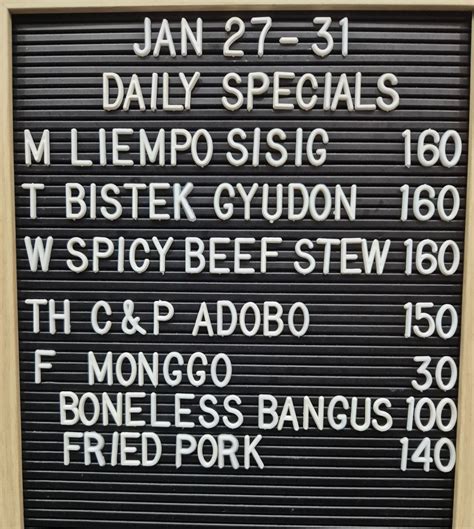 JAN 27-31
DAILY SPECIALS
M LIEMPO SISIG 160
T BISTEK GYUDON 160
W SPICY BEEF STEW 160
TH C&P ADOBO 150
F MONGGO 30
BONELESS BANGUS 100
FRIED PORK 140